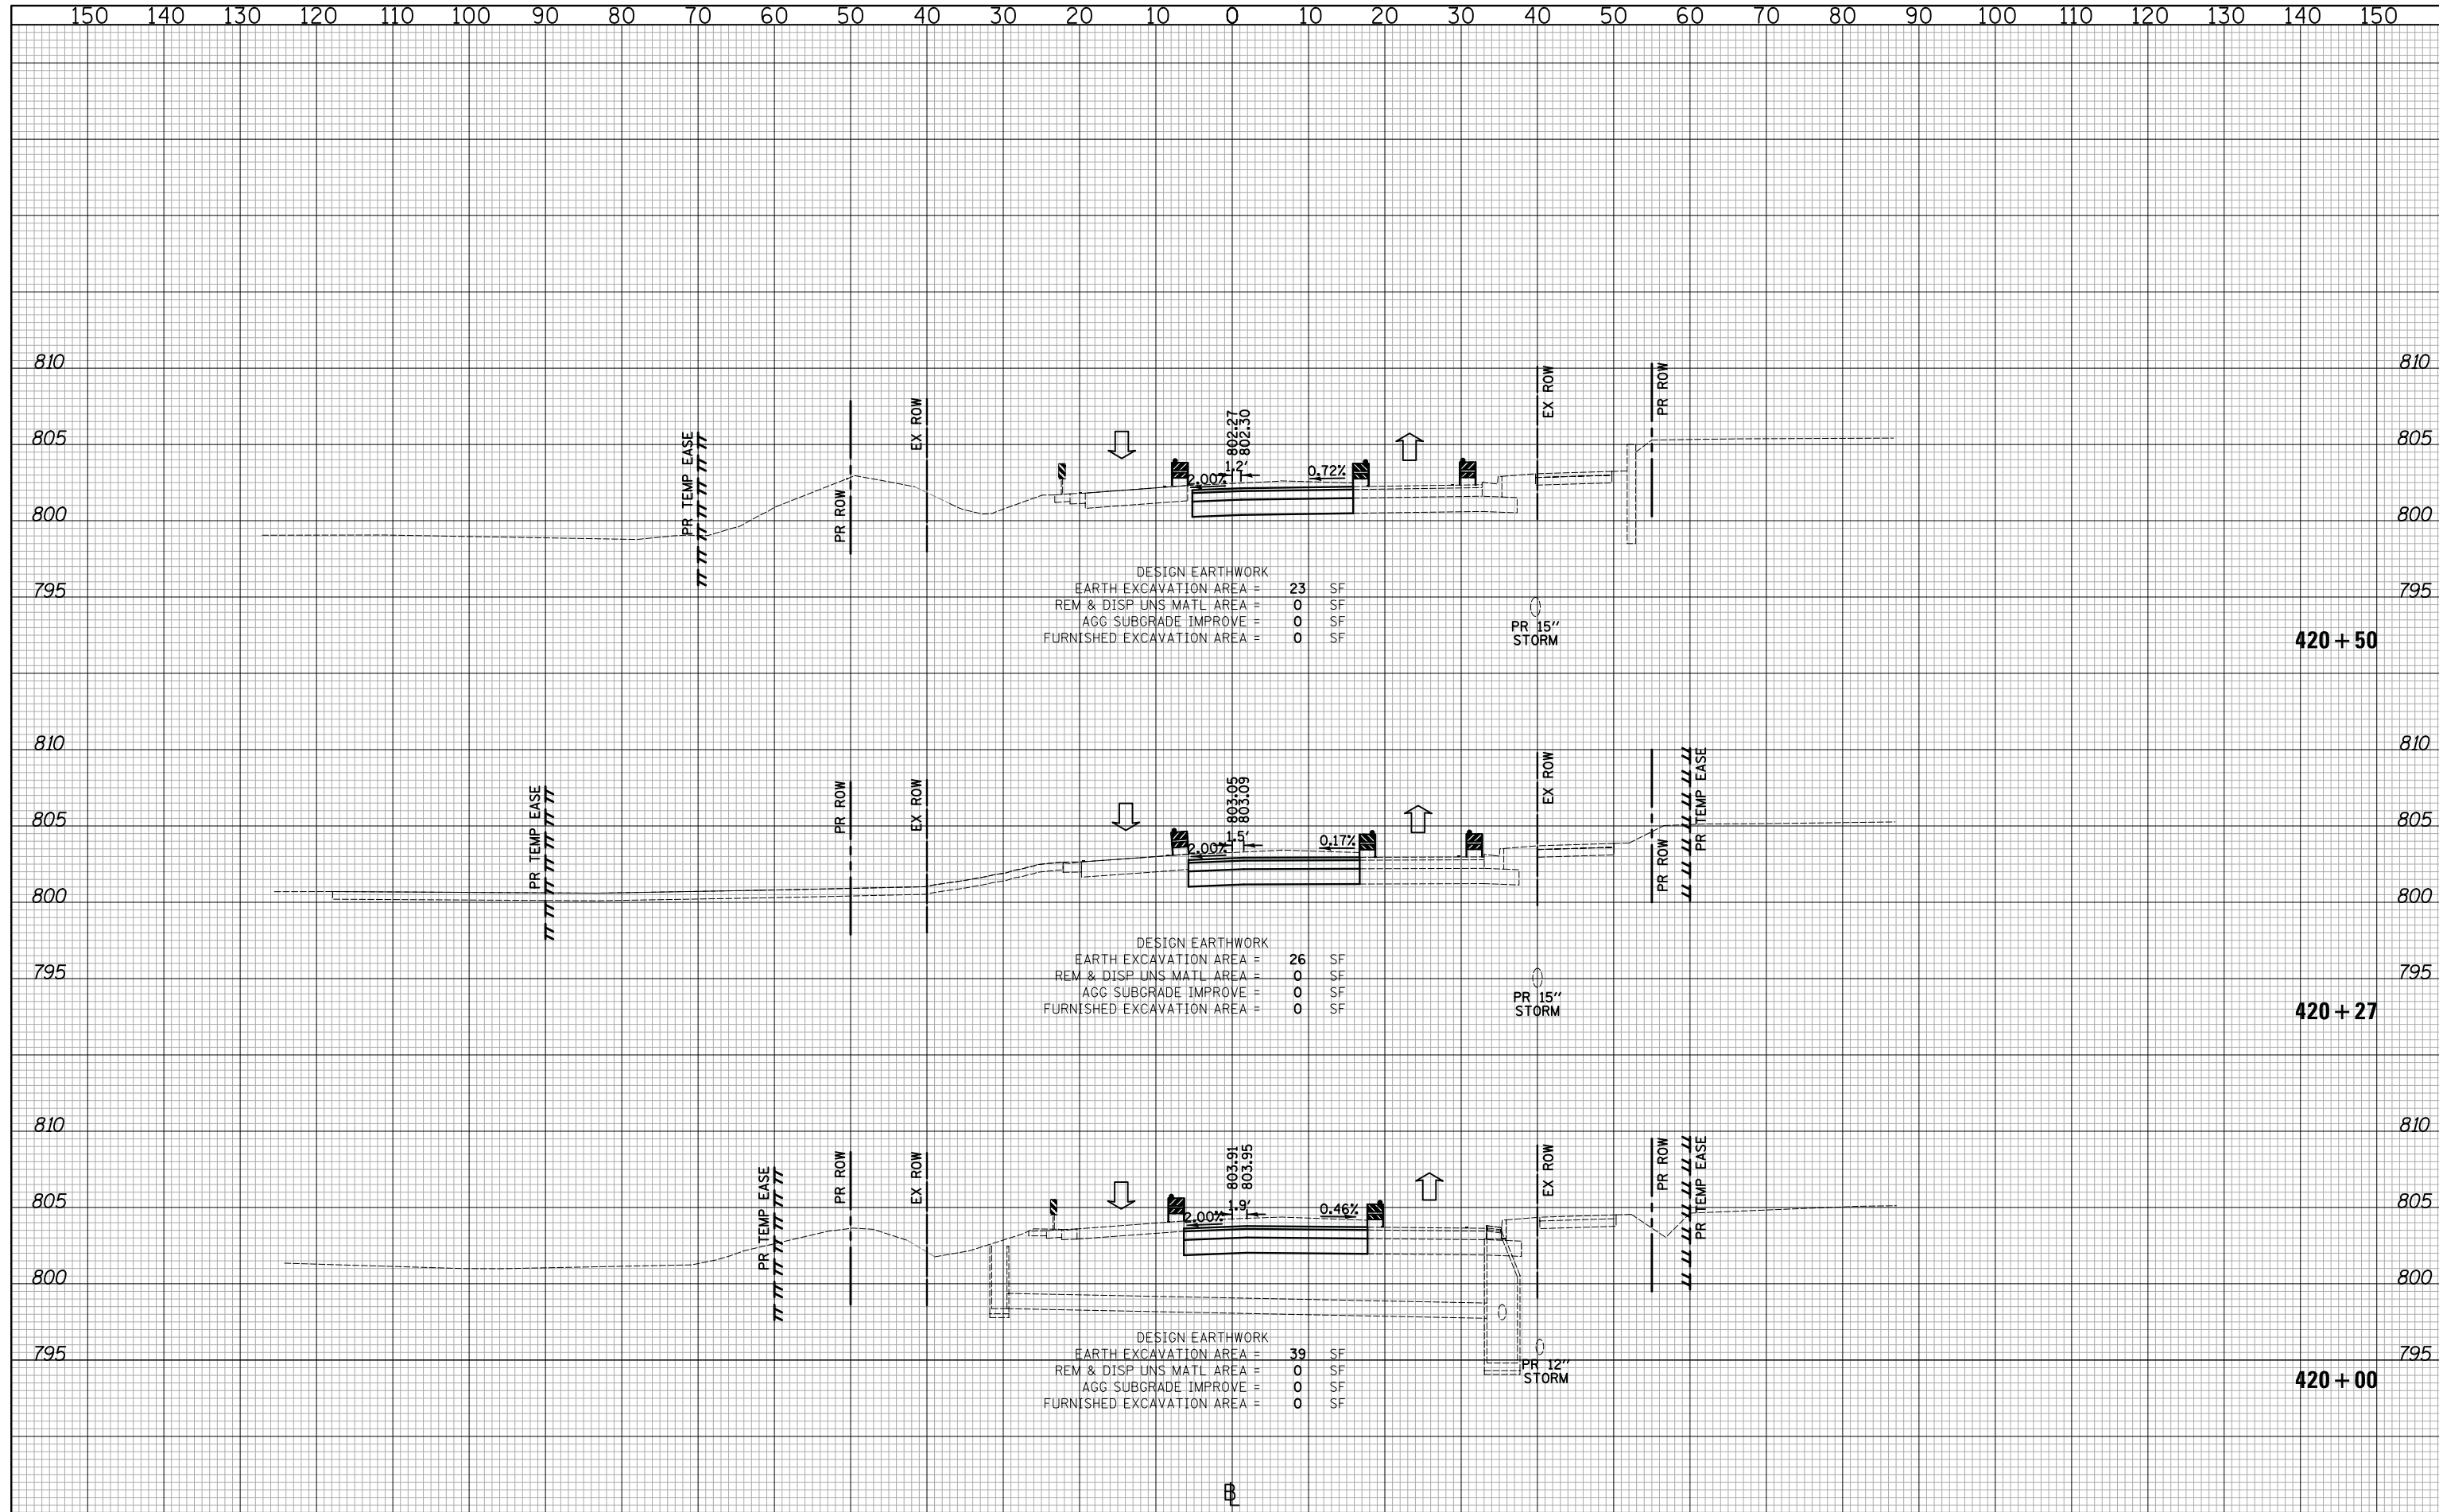 150 140 130 120 110 100 90 80 70 60 50 40 30 20 10 0 10 20 30 40 50 60 70 80 90 100 110 120 130 140 150
810 810
EX ROW PR ROW
EX ROW
802.27
802.30
805 PR TEMP EASE 805
1.2' 0.72%
2.00%
PR ROW
800 800
DESIGN EARTHWORK
795 EARTH EXCAVATION AREA = 23 SF 795
REM & DISP UNS MATL AREA = 0 SF
AGG SUBGRADE IMPROVE = 0 SF
FURNISHED EXCAVATION AREA = 0 SF
PR 15"
STORM
420+50
810 810
EX ROW PR TEMP EASE
PR ROW EX ROW
803.05
803.09
805 PR TEMP EASE 805
1.5' 0.17%
2.00%
PR ROW
800 800
DESIGN EARTHWORK
EARTH EXCAVATION AREA = 26 SF
795 REM & DISP UNS MATL AREA = 0 SF 795
AGG SUBGRADE IMPROVE = 0 SF
FURNISHED EXCAVATION AREA = 0 SF
PR 15"
STORM
420+27
810 810
PR ROW EX ROW
803.91
803.95
EX ROW PR ROW PR TEMP EASE
805 PR TEMP EASE 805
1.9' 0.46%
2.00%
800 800
DESIGN EARTHWORK
795 EARTH EXCAVATION AREA = 39 SF 795
REM & DISP UNS MATL AREA = 0 SF
AGG SUBGRADE IMPROVE = 0 SF
FURNISHED EXCAVATION AREA = 0 SF
PR 12"
STORM
420+00
BL